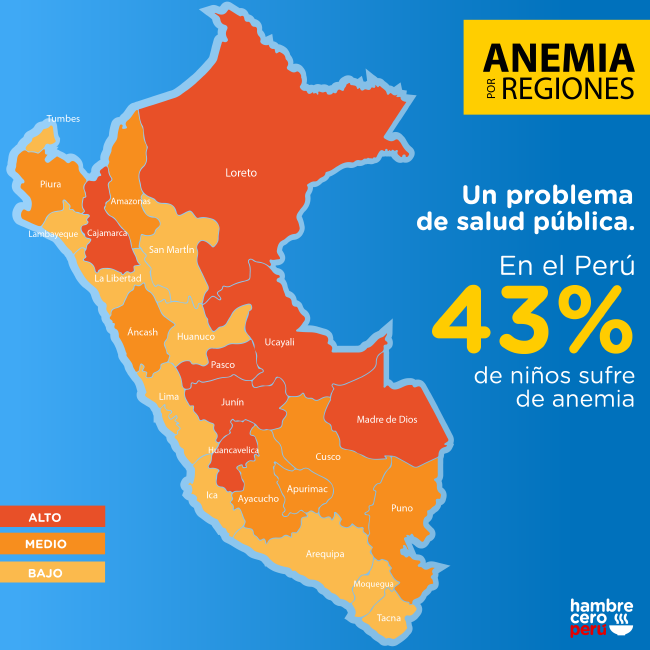 ANEMIA
POR REGIONES
Un problema
de salud pública.
En el Perú
43%
de niños sufre
de anemia
Tumbes
Loreto
Piura
Amazonas
Lambayeque
Cajamarca
San Martín
La Libertad
Áncash
Huanuco
Ucayali
Pasco
Lima
Junín
Madre de Dios
Huancavelica
Cusco
Ica
Ayacucho
Apurimac
Puno
Arequipa
Moquegua
Tacna
ALTO
MEDIO
BAJO
hambre
cero
perú